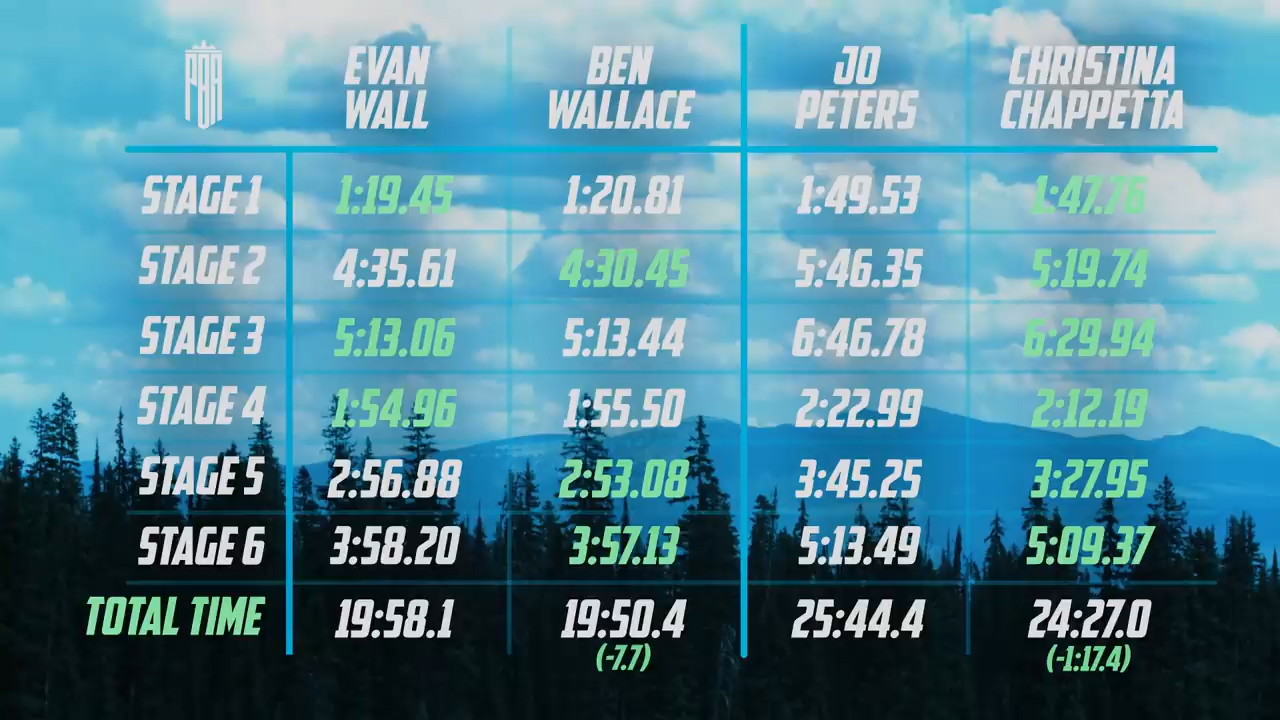 PBA EVAN WALL BEN WALLACE JO PETERS CHRISTINA CHAPPETTA
STAGE 1 1:19.45 1:20.81 1:49.53 1:47.76
STAGE 2 4:35.61 4:30.45 5:46.35 5:19.74
STAGE 3 5:13.06 5:13.44 6:46.78 6:29.94
STAGE 4 1:54.96 1:55.50 2:22.99 2:12.19
STAGE 5 2:56.88 2:53.08 3:45.25 3:27.95
STAGE 6 3:58.20 3:57.13 5:13.49 5:09.37
TOTAL TIME 19:58.1 19:50.4 25:44.4 24:27.0
(-7.7) (-1:17.4)